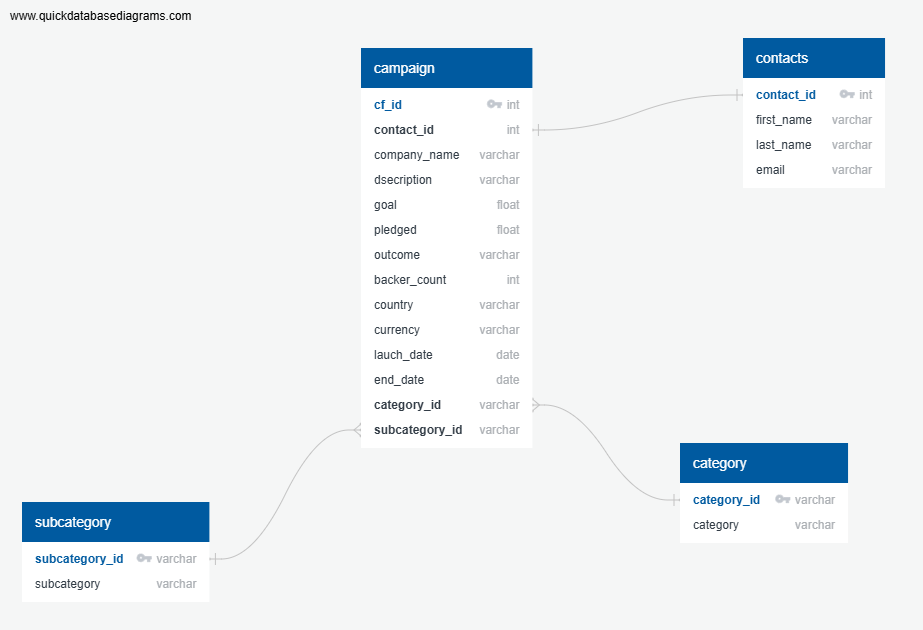 www.quickdatabasediagrams.com
campaign
cf_id int
contact_id int
company_name varchar
dsecription varchar
goal float
pledged float
outcome varchar
backer_count int
country varchar
currency varchar
lauch_date date
end_date date
category_id varchar
subcategory_id varchar
contacts
contact_id int
first_name varchar
last_name varchar
email varchar
category
category_id varchar
category varchar
subcategory
subcategory_id varchar
subcategory varchar